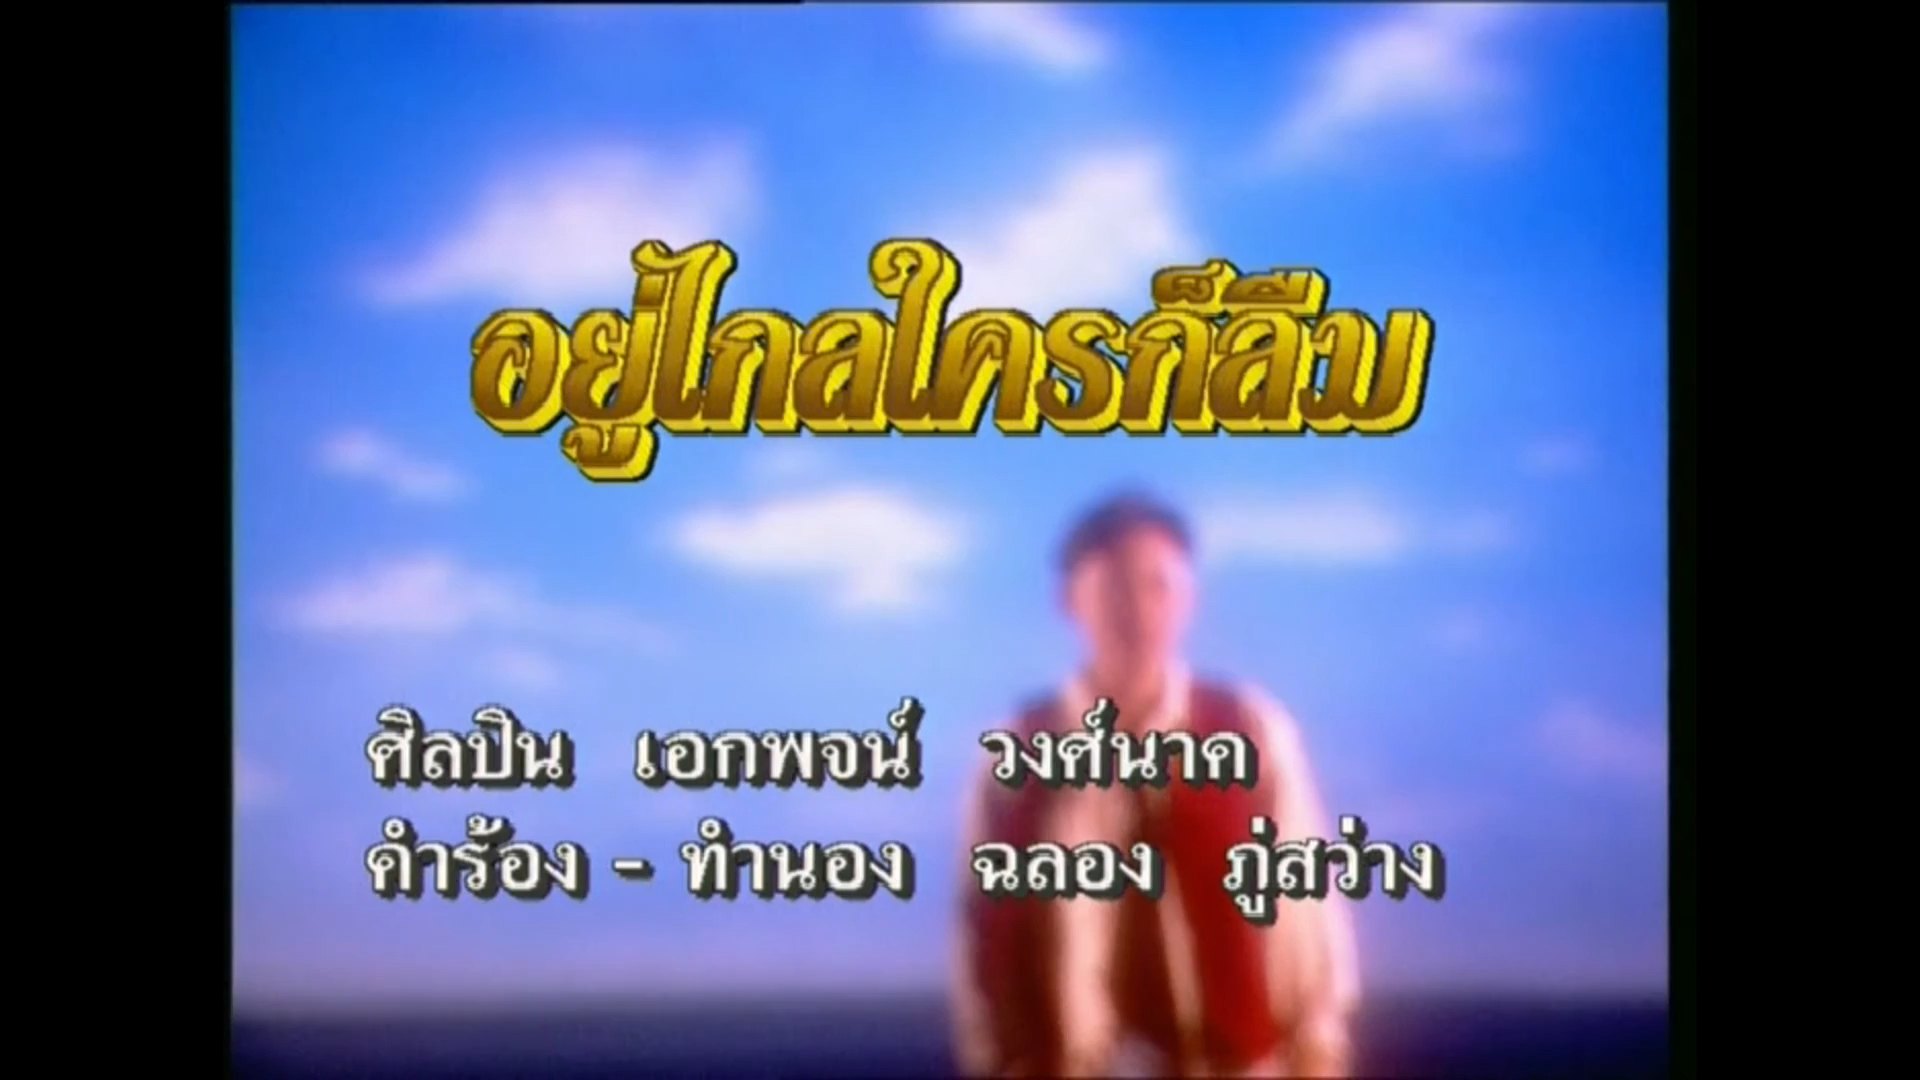 อยู่ไกลใครก็ลืม
ศิลปิน เอกพจน์ วงศ์นาค
คำร้อง - ทำนอง ฉลอง ภู่สว่าง